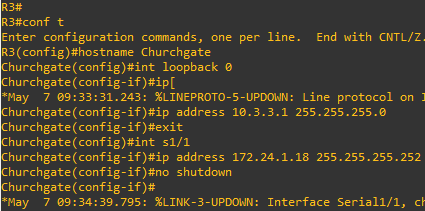 R3#
R3#conf t
Enter configuration commands, one per line.  End with CNTL/Z.
R3(config)#hostname Churchgate
Churchgate(config)#int loopback 0
Churchgate(config-if)#ip[
*May  7 09:33:31.243: %LINEPROTO-5-UPDOWN: Line protocol on
Churchgate(config-if)#ip address 10.3.3.1 255.255.255.0
Churchgate(config-if)#exit
Churchgate(config)#int s1/1
Churchgate(config-if)#ip address 172.24.1.18 255.255.255.252
Churchgate(config-if)#no shutdown
Churchgate(config-if)#
*May  7 09:34:39.795: %LINK-3-UPDOWN: Interface Serial1/1, ch